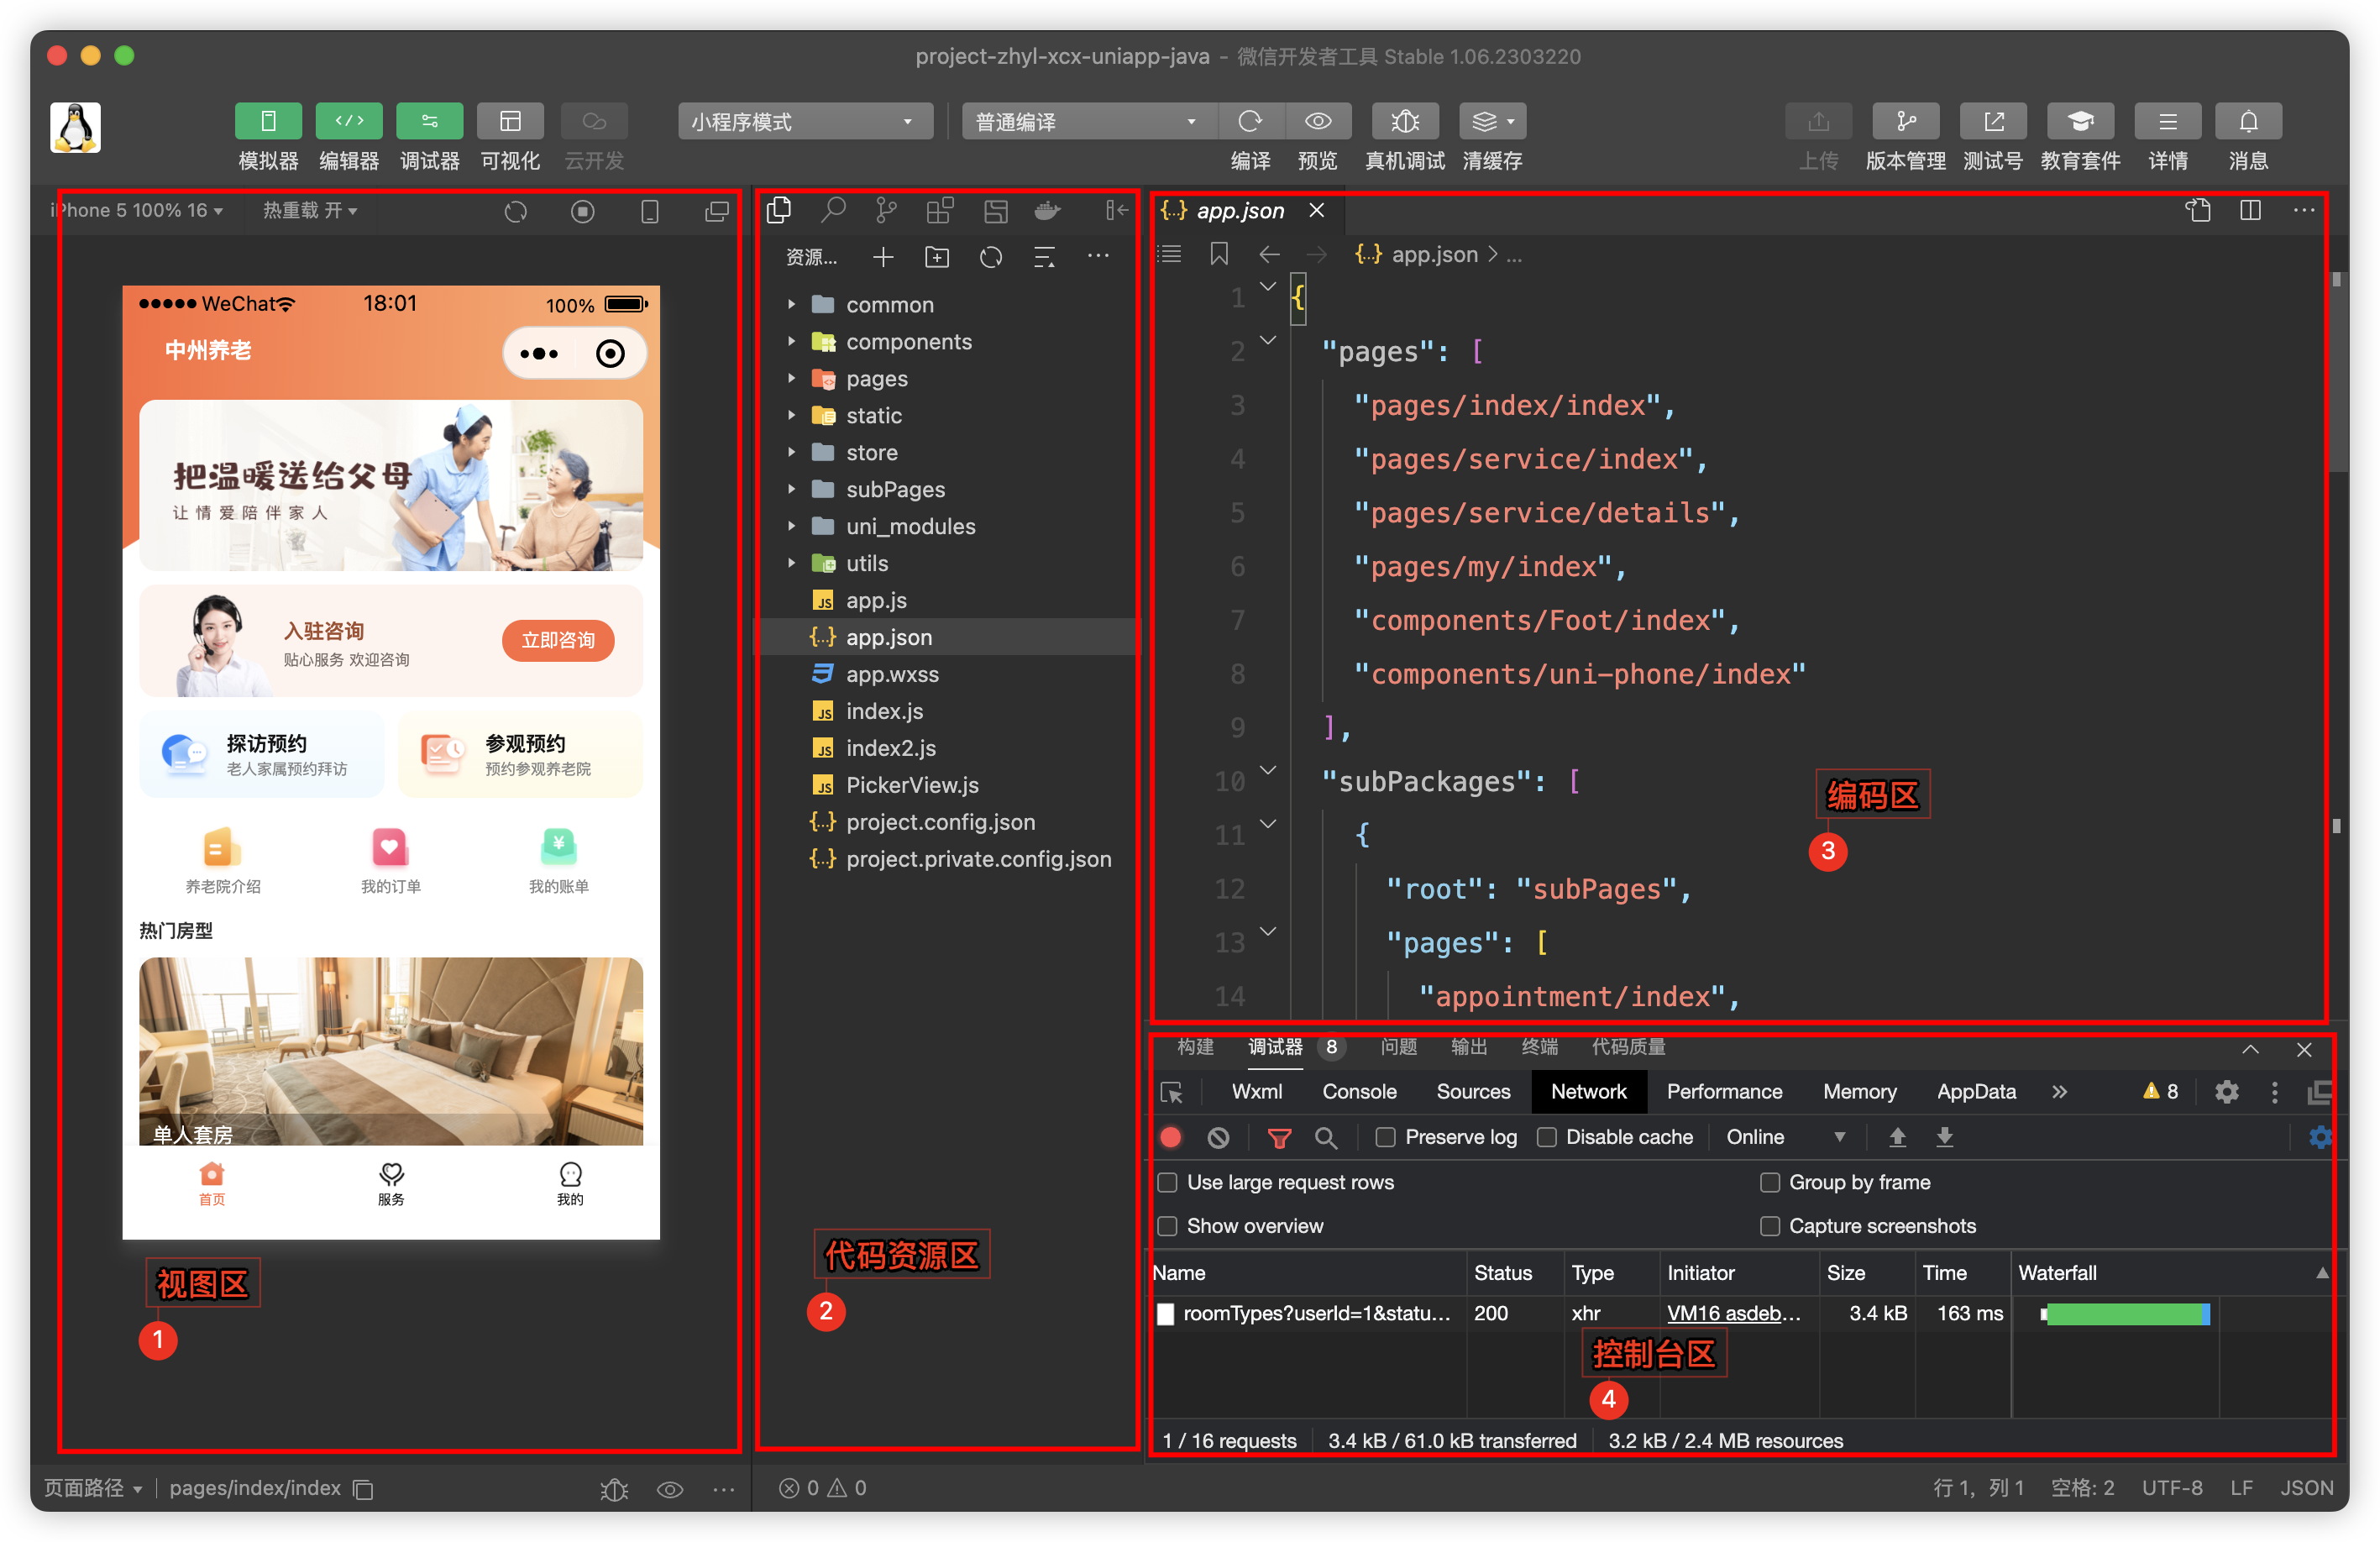 project-zhyl-xcx-uniapp-java - 微信开发者工具 Stable 1.06.2303220
小程序模式
普通编译
模拟器 编辑器 调试器 可视化 云开发
编译 预览 真机调试 清缓存
上传 版本管理 测试号 教育套件 详情 消息
iPhone 5 100% 16
热重载 开
WeChat
18:01
100%
中州养老
把温暖送给父母
让情爱陪伴家人
入驻咨询
贴心服务 欢迎咨询
立即咨询
探访预约
老人家属预约拜访
参观预约
预约参观养老院
养老院介绍
我的订单
我的账单
热门房型
单人套房
首页
服务
我的
视图区
1
资源...
common
components
pages
static
store
subPages
uni_modules
utils
JS app.js
{..} app.json
app.wxss
JS index.js
JS index2.js
JS PickerView.js
{..} project.config.json
{..} project.private.config.json
代码资源区
2
{..} app.json
{..} app.json > ...
1 {
2 "pages": [
3 "pages/index/index",
4 "pages/service/index",
5 "pages/service/details",
6 "pages/my/index",
7 "components/Foot/index",
8 "components/uni-phone/index"
9 ],
10 "subPackages": [
11 {
12 "root": "subPages",
13 "pages": [
14 "appointment/index",
编码区
3
构建 调试器 8 问题 输出 终端 代码质量
Wxml Console Sources Network Performance Memory AppData 8
Preserve log Disable cache Online
Use large request rows
Group by frame
Show overview
Capture screenshots
Name Status Type Initiator Size Time Waterfall
roomTypes?userId=1&statu... 200 xhr VM16 asdeb... 3.4 kB 163 ms
控制台区
4
1 / 16 requests 3.4 kB / 61.0 kB transferred 3.2 kB / 2.4 MB resources
页面路径 pages/index/index
0 0
行 1, 列 1 空格: 2 UTF-8 LF JSON